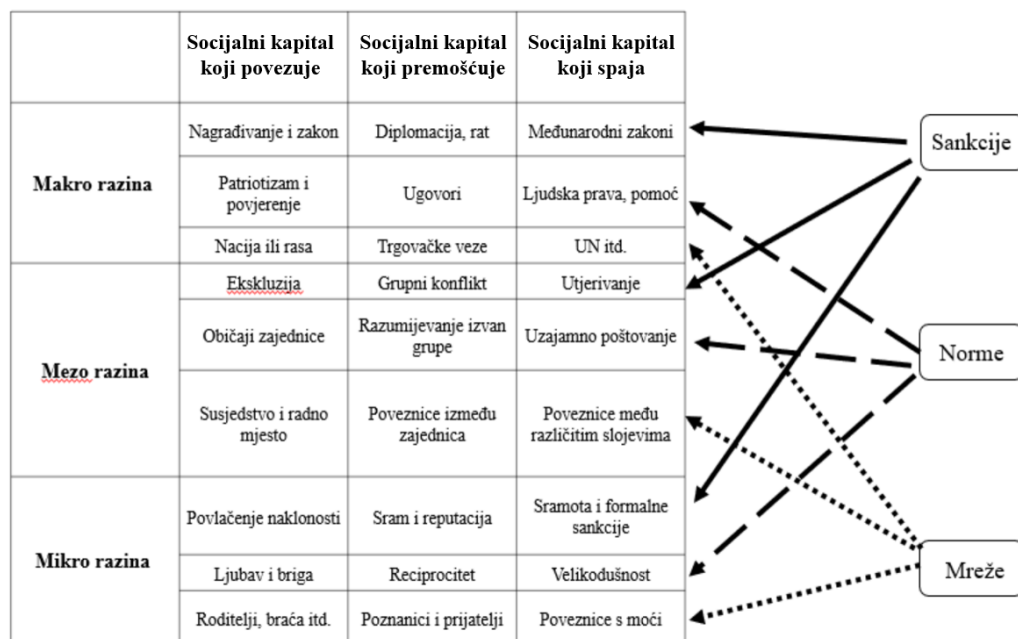 Socijalni kapital
koji povezuje
Socijalni kapital
koji premošćuje
Socijalni kapital
koji spaja
Makro razina
Nagrađivanje i zakon
Diplomacija, rat
Međunarodni zakoni
Patriotizam i
povjerenje
Ugovori
Ljudska prava, pomoć
Nacija ili rasa
Trgovačke veze
UN itd.
Mezo razina
Ekskluzija
Grupni konflikt
Utjerivanje
Običaji zajednice
Razumijevanje izvan
grupe
Uzajamno poštovanje
Susjedstvo i radno
mjesto
Poveznice između
zajednica
Poveznice među
različitim slojevima
Mikro razina
Povlačenje naklonosti
Sram i reputacija
Sramota i formalne
sankcije
Ljubav i briga
Reciprocitet
Velikodušnost
Roditelji, braća itd.
Poznanici i prijatelji
Poveznice s moći
Sankcije
Norme
Mreže